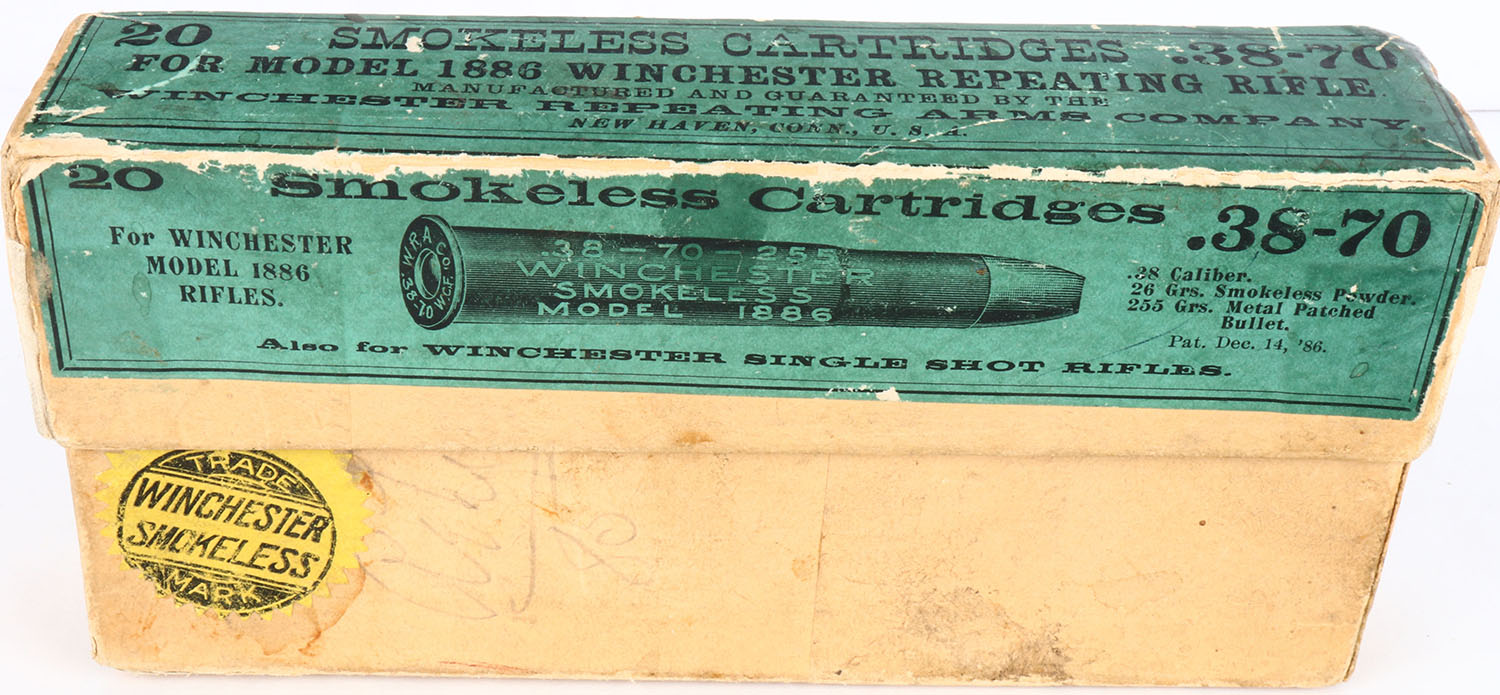 20 SMOKELESS CARTRIDGES .38-70
FOR MODEL 1886 WINCHESTER REPEATING RIFLE
MANUFACTURED AND GUARANTEED BY THE
WINCHESTER REPEATING ARMS COMPANY,
NEW HAVEN, CONN., U. S. A.
20 Smokeless Cartridges .38-70
For WINCHESTER
MODEL 1886
RIFLES.
W.R.A.Co.
.38-70 W.C.F.
.38-70-255
WINCHESTER
SMOKELESS
MODEL 1886
.38 Caliber.
26 Grs. Smokeless Powder.
255 Grs. Metal Patched
Bullet.
Pat. Dec. 14, '86.
Also for WINCHESTER SINGLE SHOT RIFLES.
TRADE
WINCHESTER
SMOKELESS
MARK